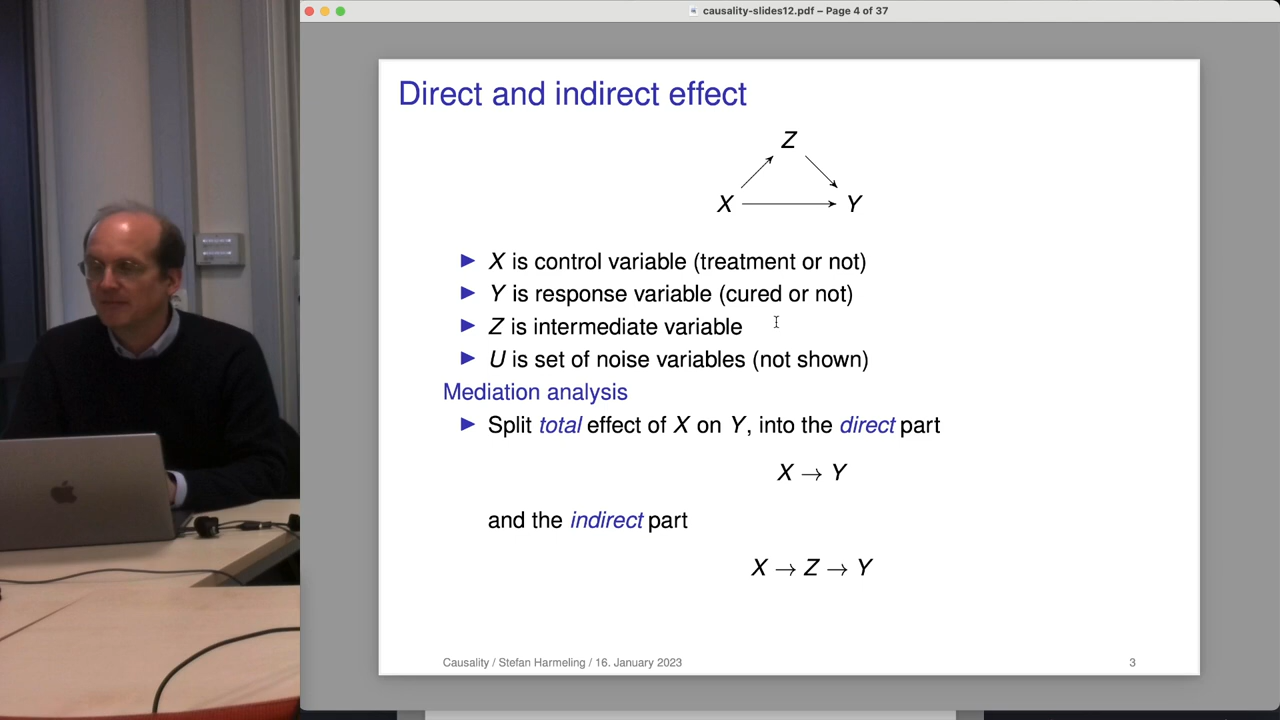 causality-slides12.pdf – Page 4 of 37
Direct and indirect effect
Z
X
Y
X is control variable (treatment or not)
Y is response variable (cured or not)
Z is intermediate variable
U is set of noise variables (not shown)
Mediation analysis
Split total effect of X on Y, into the direct part
X → Y
and the indirect part
X → Z → Y
Causality / Stefan Harmeling / 16. January 2023
3